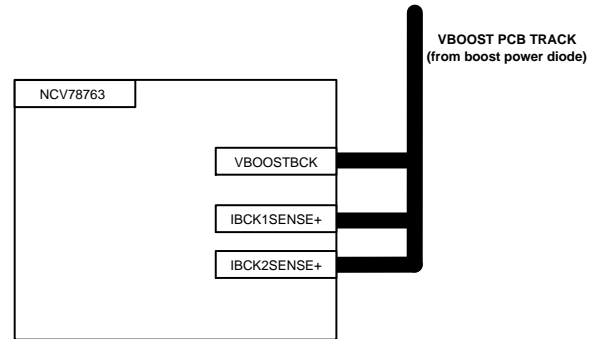 VBOOST PCB TRACK
(from boost power diode)
NCV78763
VBOOSTBCK
IBCK1SENSE+
IBCK2SENSE+